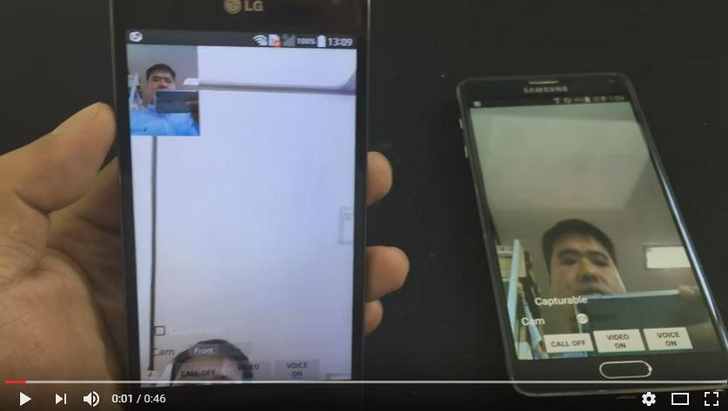 LG
100% 13:09
SAMSUNG
Capturable
Cam
CALL OFF
VIDEO
ON
VOICE
ON
Cam
Front
CALL OFF
VIDEO
VOICE
ON
0:01 / 0:46